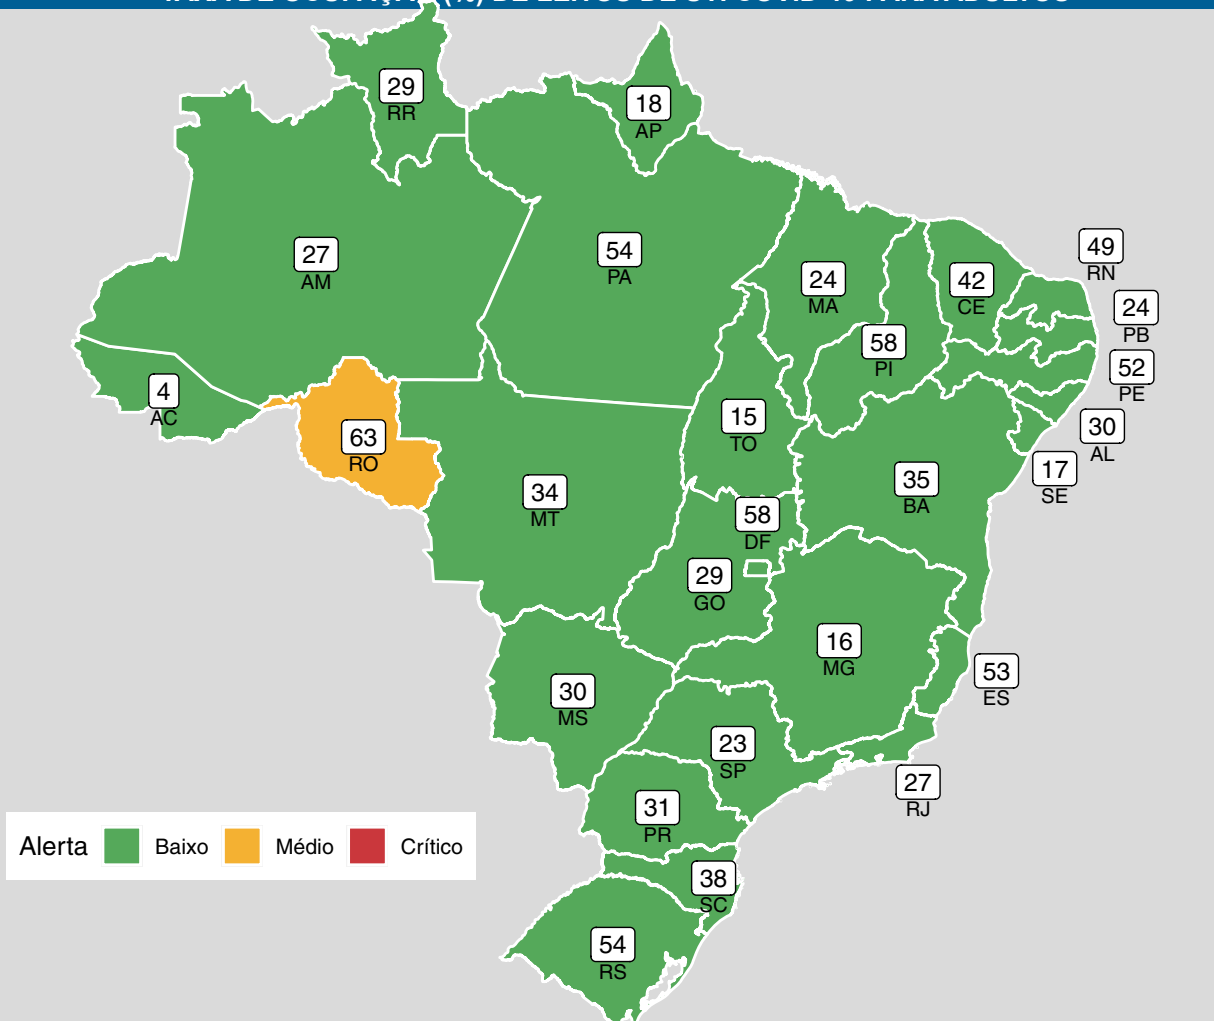 29
RR
18
AP
27
AM
54
PA
24
MA
42
CE
49
RN
24
PB
58
PI
52
PE
4
AC
63
RO
15
TO
30
AL
17
SE
34
MT
35
BA
58
DF
29
GO
16
MG
53
ES
30
MS
23
SP
27
RJ
31
PR
Alerta Baixo Médio Crítico
38
SC
54
RS